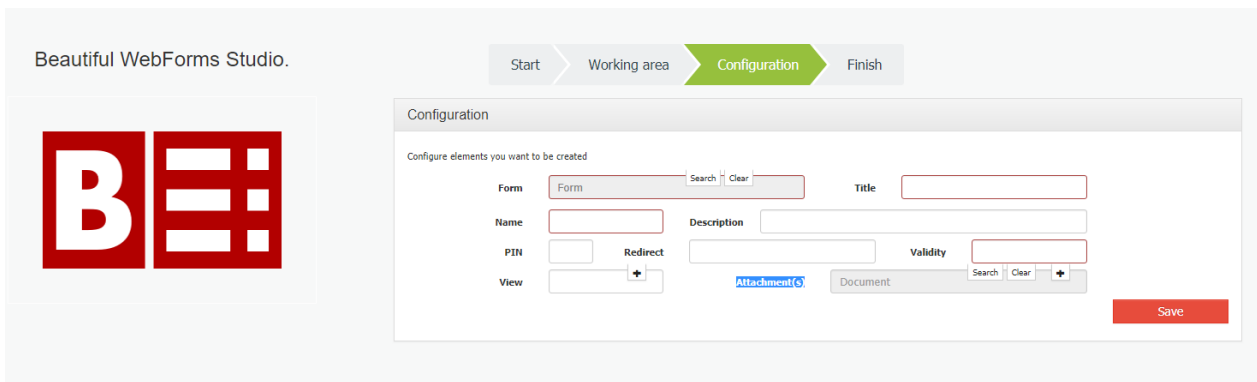 Beautiful WebForms Studio.
Start Working area Configuration Finish
B
Configuration
Configure elements you want to be created
Form Form Search Clear Title
Name Description
PIN Redirect Validity
View + Attachment(s) Document Search Clear +
Save